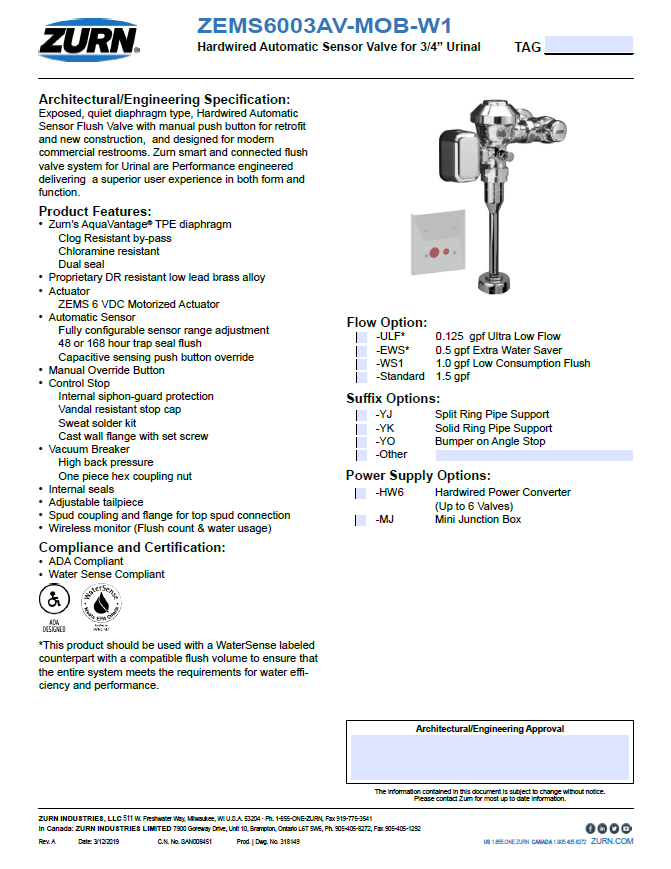 ZURN®
ZEMS6003AV-MOB-W1
Hardwired Automatic Sensor Valve for 3/4” Urinal
TAG
Architectural/Engineering Specification:
Exposed, quiet diaphragm type, Hardwired Automatic
Sensor Flush Valve with manual push button for retrofit
and new construction, and designed for modern
commercial restrooms. Zurn smart and connected flush
valve system for Urinal are Performance engineered
delivering a superior user experience in both form and
function.
Product Features:
• Zurn's AquaVantage® TPE diaphragm
Clog Resistant by-pass
Chloramine resistant
Dual seal
• Proprietary DR resistant low lead brass alloy
• Actuator
ZEMS 6 VDC Motorized Actuator
• Automatic Sensor
Fully configurable sensor range adjustment
48 or 168 hour trap seal flush
Capacitive sensing push button override
• Manual Override Button
• Control Stop
Internal siphon-guard protection
Vandal resistant stop cap
Sweat solder kit
Cast wall flange with set screw
• Vacuum Breaker
High back pressure
One piece hex coupling nut
• Internal seals
• Adjustable tailpiece
• Spud coupling and flange for top spud connection
• Wireless monitor (Flush count & water usage)
Compliance and Certification:
• ADA Compliant
• Water Sense Compliant
ADA
DESIGNED
WaterSense
Meets EPA Criteria
*This product should be used with a WaterSense labeled
counterpart with a compatible flush volume to ensure that
the entire system meets the requirements for water effi-
ciency and performance.
Flow Option:
-ULF* 0.125 gpf Ultra Low Flow
-EWS* 0.5 gpf Extra Water Saver
-WS1 1.0 gpf Low Consumption Flush
-Standard 1.5 gpf
Suffix Options:
-YJ Split Ring Pipe Support
-YK Solid Ring Pipe Support
-YO Bumper on Angle Stop
-Other
Power Supply Options:
-HW6 Hardwired Power Converter
(Up to 6 Valves)
-MJ Mini Junction Box
Architectural/Engineering Approval
The information contained in this document is subject to change without notice.
Please contact Zurn for most up to date information.
ZURN INDUSTRIES, LLC 511 W. Freshwater Way, Milwaukee, WI U.S.A. 53204 · Ph. 1-855-ONE-ZURN, Fax 919-775-3541
In Canada: ZURN INDUSTRIES LIMITED 7900 Goreway Drive, Unit 10, Brampton, Ontario L6T 5W6, Ph. 905-405-8272, Fax 905-405-1292
Rev. A Date: 3/12/2019 C.N. No. SAN008451 Prod. | Dwg. No. 318149
US 1.855.ONE.ZURN CANADA 1.905.405.8272 ZURN.COM